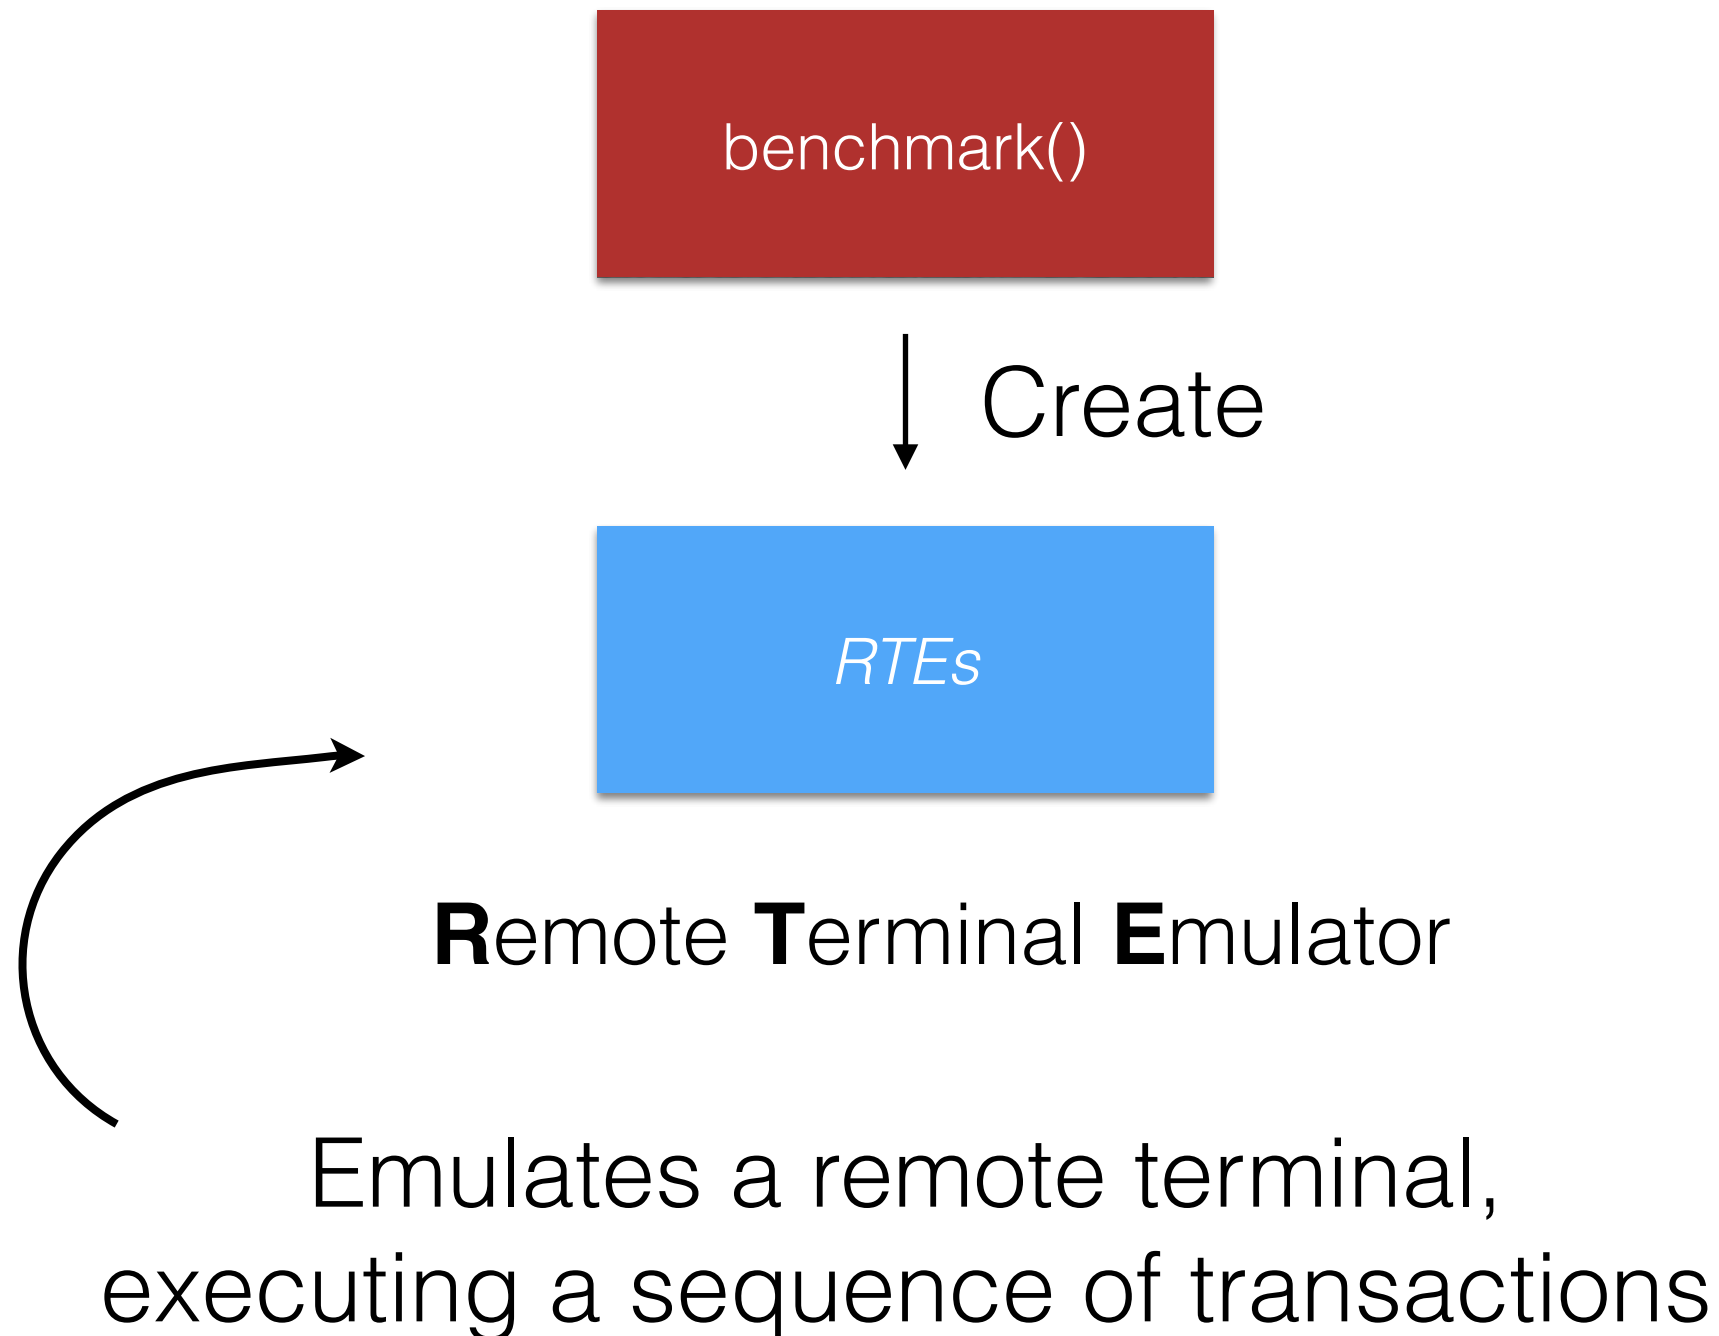 benchmark()
Create
RTEs
Remote Terminal Emulator
Emulates a remote terminal,
executing a sequence of transactions